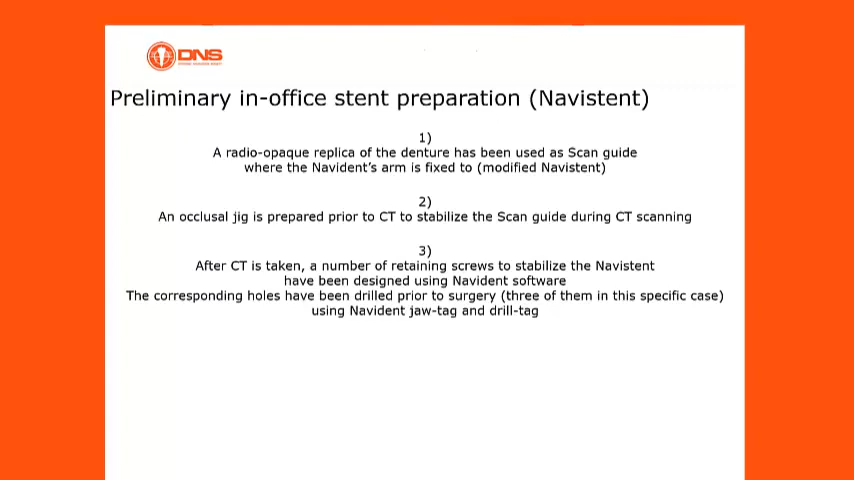 DNS
Preliminary in-office stent preparation (Navistent)
1)
A radio-opaque replica of the denture has been used as Scan guide
where the Navident's arm is fixed to (modified Navistent)
2)
An occlusal jig is prepared prior to CT to stabilize the Scan guide during CT scanning
3)
After CT is taken, a number of retaining screws to stabilize the Navistent
have been designed using Navident software
The corresponding holes have been drilled prior to surgery (three of them in this specific case)
using Navident jaw-tag and drill-tag